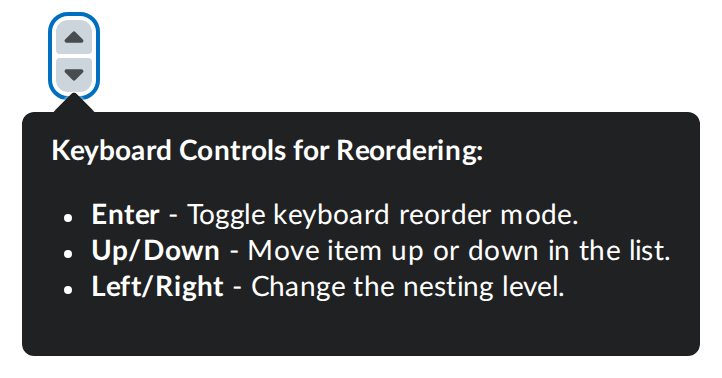 Keyboard Controls for Reordering:
• Enter - Toggle keyboard reorder mode.
• Up/Down - Move item up or down in the list.
• Left/Right - Change the nesting level.